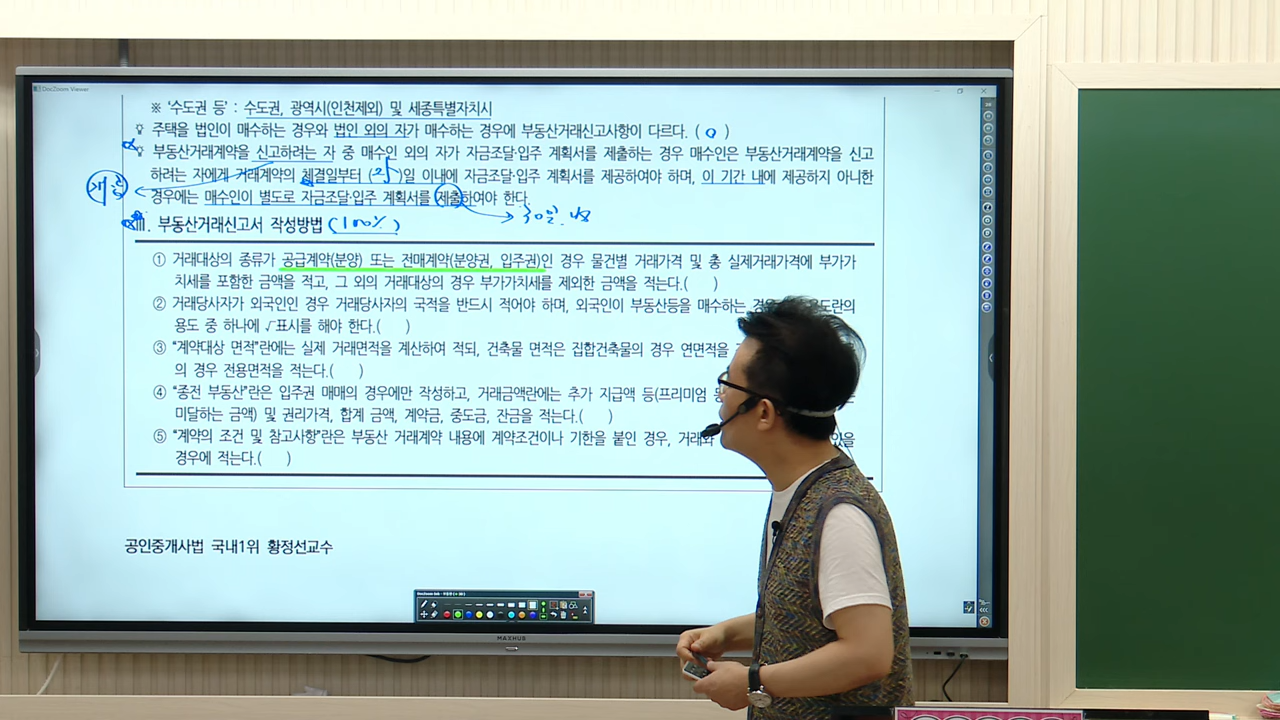 DocZoom Viewer
※ '수도권 등' : 수도권, 광역시(인천제외) 및 세종특별자치시
주택을 법인이 매수하는 경우와 법인 외의 자가 매수하는 경우에 부동산거래신고사항이 다르다. ( o )
부동산거래계약을 신고하려는 자 중 매수인 외의 자가 자금조달·입주 계획서를 제출하는 경우 매수인은 부동산거래계약을 신고
하려는 자에게 거래계약의 체결일부터 (25)일 이내에 자금조달·입주 계획서를 제공하여야 하며, 이 기간 내에 제공하지 아니한
경우에는 매수인이 별도로 자금조달·입주 계획서를 제출하여야 한다.
30일
. 부동산거래신고서 작성방법 (100%)
① 거래대상의 종류가 공급계약(분양) 또는 전매계약(분양권, 입주권)인 경우 물건별 거래가격 및 총 실제거래가격에 부가가
치세를 포함한 금액을 적고, 그 외의 거래대상의 경우 부가가치세를 제외한 금액을 적는다.( )
② 거래당사자가 외국인인 경우 거래당사자의 국적을 반드시 적어야 하며, 외국인이 부동산등을 매수하는
용도 중 하나에 √표시를 해야 한다.( )
③ "계약대상 면적"란에는 실제 거래면적을 계산하여 적되, 건축물 면적은 집합건축물의 경우 연면적을
의 경우 전용면적을 적는다.( )
④ "종전 부동산"란은 입주권 매매의 경우에만 작성하고, 거래금액란에는 추가 지급액 등(프리미엄
미달하는 금액) 및 권리가격, 합계 금액, 계약금, 중도금, 잔금을 적는다.( )
⑤ "계약의 조건 및 참고사항"란은 부동산 거래계약 내용에 계약조건이나 기한을 붙인 경우, 있을
경우에 적는다.( )
공인중개사법 국내1위 황정선교수
MAXHUB